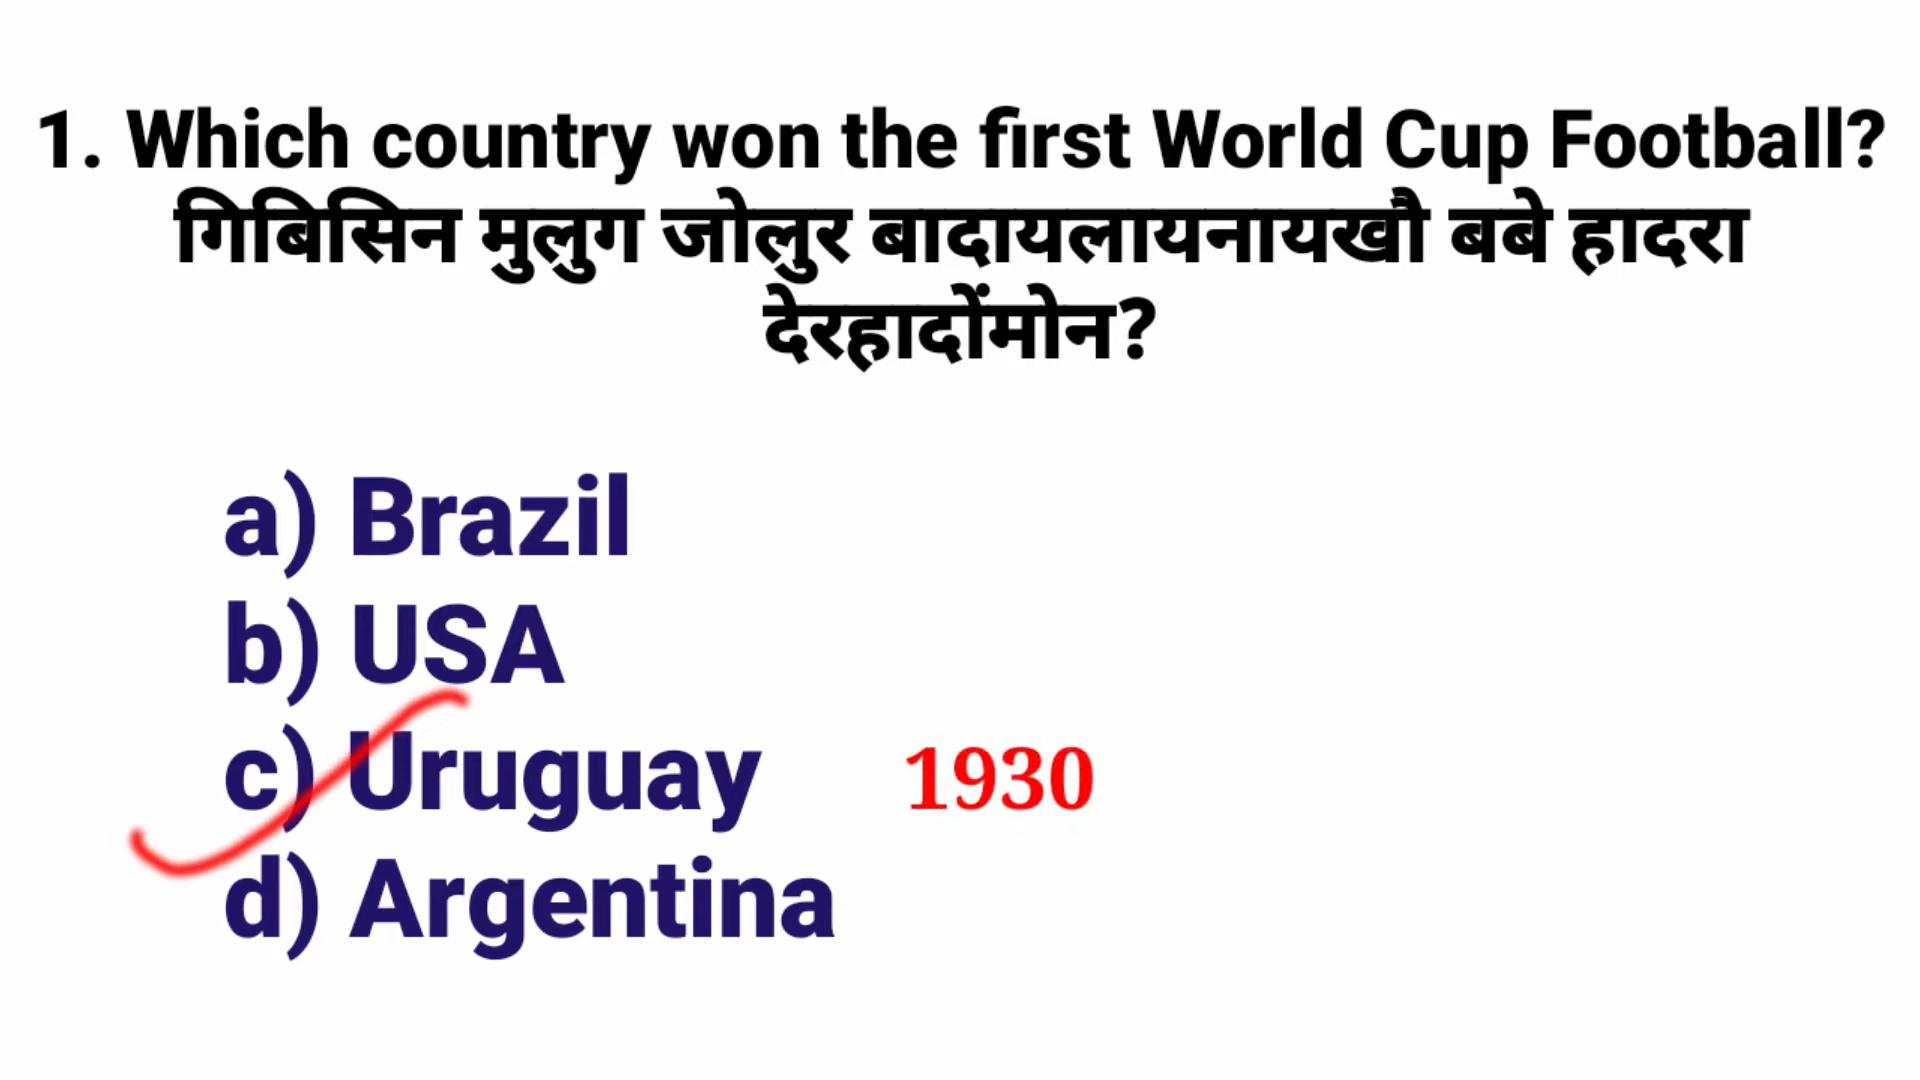 1. Which country won the first World Cup Football?
गिबिसिन मुलुग जोलुर बादायलायनायखौ बबे हादरा
देरहादोंमोन?
a) Brazil
b) USA
c) Uruguay 1930
d) Argentina